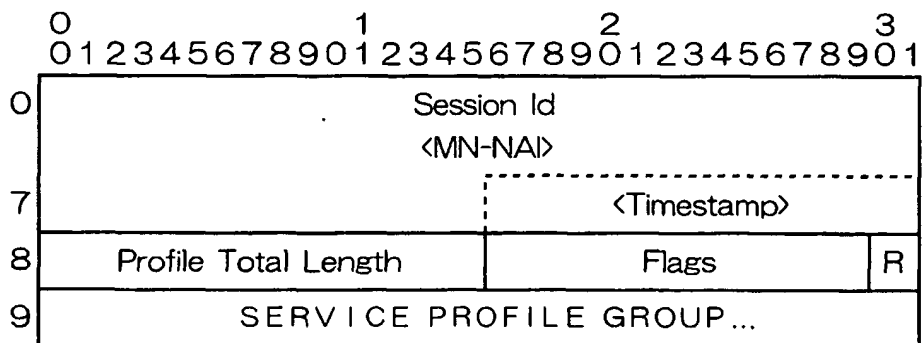 0 1 2 3
01234567890123456789012345678901
0 Session Id
<MN-NAI>
7 <Timestamp>
8 Profile Total Length Flags R
9 SERVICE PROFILE GROUP...